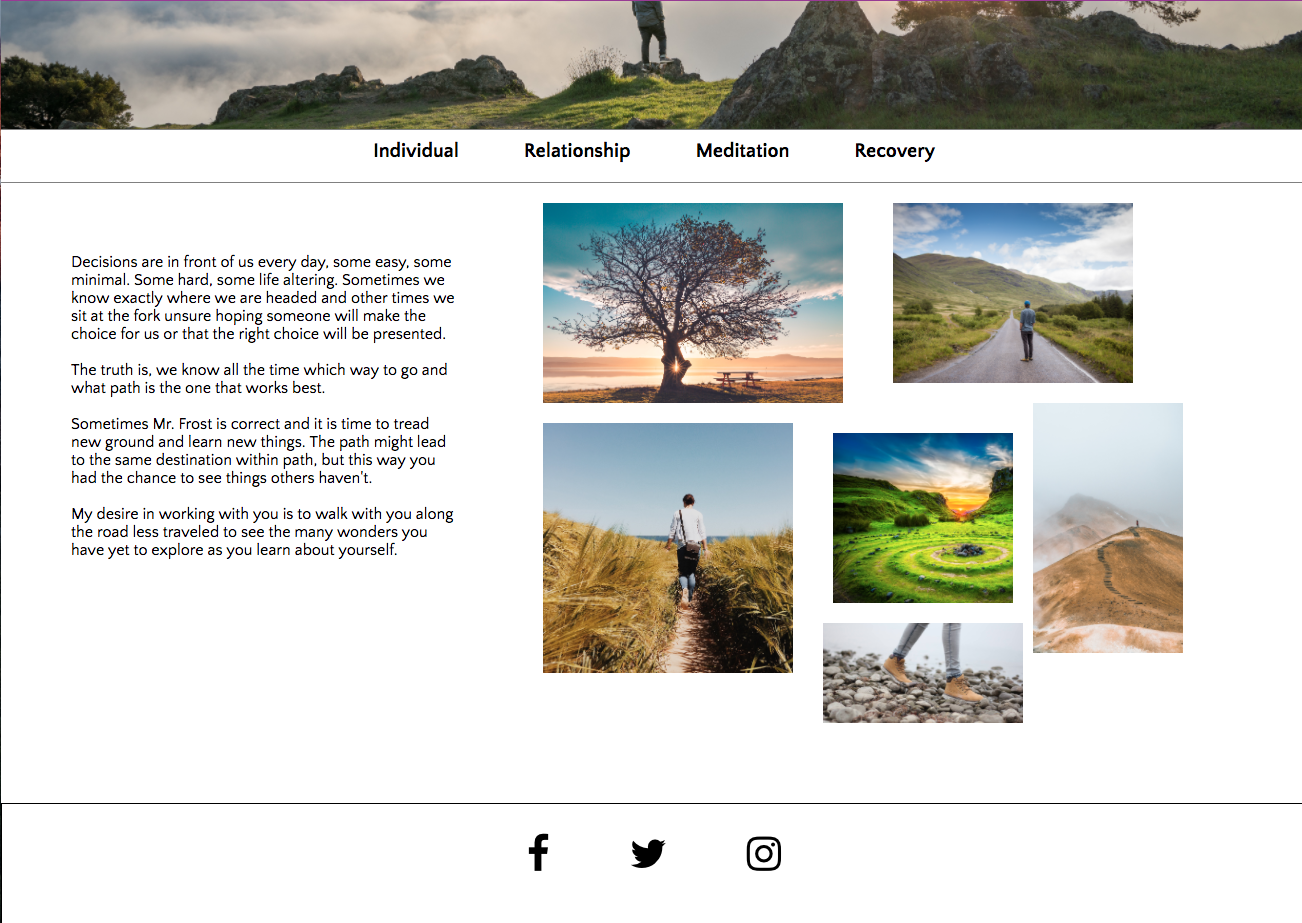 Individual Relationship Meditation Recovery
Decisions are in front of us every day, some easy, some
minimal. Some hard, some life altering. Sometimes we
know exactly where we are headed and other times we
sit at the fork unsure hoping someone will make the
choice for us or that the right choice will be presented.
The truth is, we know all the time which way to go and
what path is the one that works best.
Sometimes Mr. Frost is correct and it is time to tread
new ground and learn new things. The path might lead
to the same destination within path, but this way you
had the chance to see things others haven't.
My desire in working with you is to walk with you along
the road less traveled to see the many wonders you
have yet to explore as you learn about yourself.